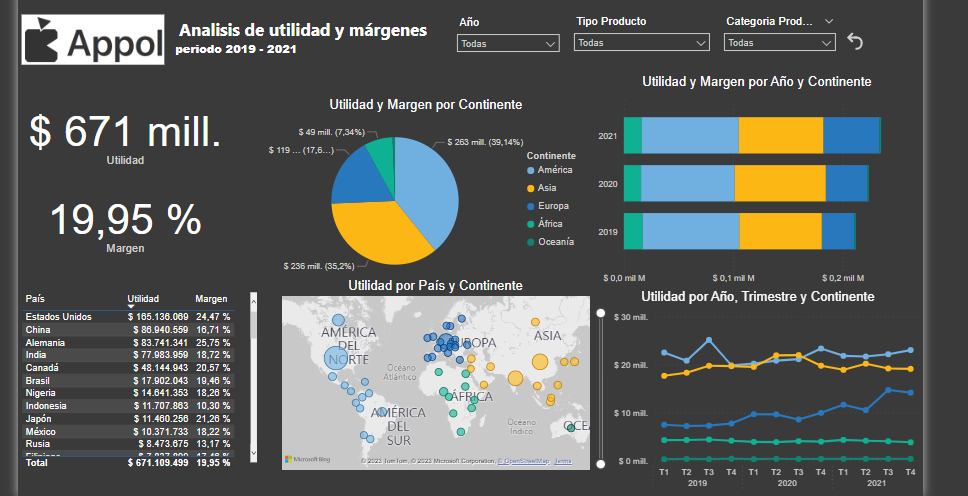 Appol
Analisis de utilidad y márgenes
periodo 2019 - 2021
Año
Todas
Tipo Producto
Todas
Categoria Prod...
Todas
$ 671 mill.
Utilidad
19,95 %
Margen
Utilidad y Margen por Continente
$ 49 mill. (7,34%)
$ 119 ... (17,6...)
$ 263 mill. (39,14%)
$ 236 mill. (35,2%)
Continente
América
Asia
Europa
África
Oceanía
Utilidad y Margen por Año y Continente
2021
2020
2019
$ 0,0 mil M
$ 0,1 mil M
$ 0,2 mil M
País Utilidad Margen
Estados Unidos $ 165.136.069 24,47 %
China $ 86.940.559 16,71 %
Alemania $ 83.741.341 25,75 %
India $ 77.983.959 18,72 %
Canadá $ 48.144.943 20,57 %
Brasil $ 17.902.043 19,46 %
Nigeria $ 14.641.353 18,26 %
Indonesia $ 11.707.863 10,30 %
Japón $ 11.460.256 21,26 %
México $ 10.371.733 18,22 %
Rusia $ 8.473.675 13,17 %
Total $ 671.109.499 19,95 %
Utilidad por País y Continente
AMÉRICA
DEL
NORTE
EUROPA
ASIA
Océano
Atlántico
ÁFRICA
AMÉRICA
DEL
SUR
Océano
Índico
OCE
Microsoft Bing
© 2023 TomTom, © 2023 Microsoft Corporation, © OpenStreetMap Terms
Utilidad por Año, Trimestre y Continente
$ 30 mill.
$ 20 mill.
$ 10 mill.
$ 0 mill.
T1 T2 T3 T4 T1 T2 T3 T4 T1 T2 T3 T4
2019 2020 2021